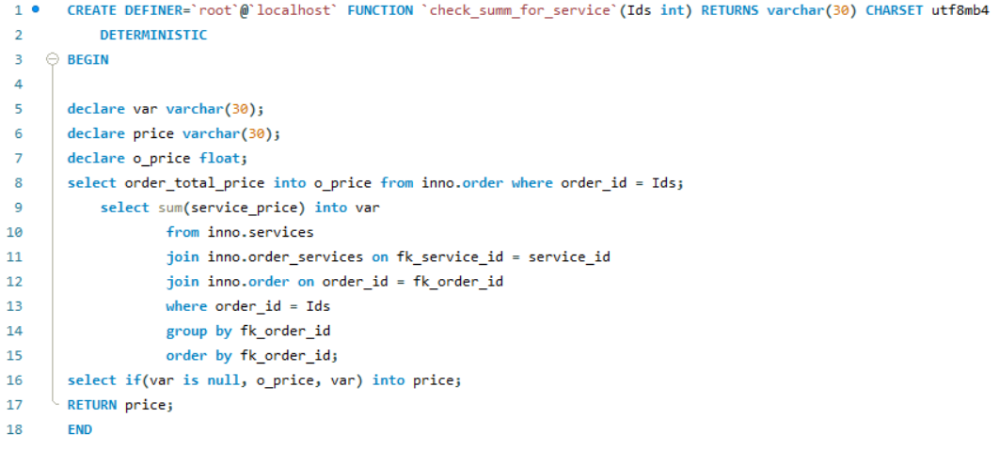 1 CREATE DEFINER=`root`@`localhost` FUNCTION `check_summ_for_service`(Ids int) RETURNS varchar(30) CHARSET utf8mb4
2 DETERMINISTIC
3 BEGIN
4
5 declare var varchar(30);
6 declare price varchar(30);
7 declare o_price float;
8 select order_total_price into o_price from inno.order where order_id = Ids;
9 select sum(service_price) into var
10 from inno.services
11 join inno.order_services on fk_service_id = service_id
12 join inno.order on order_id = fk_order_id
13 where order_id = Ids
14 group by fk_order_id
15 order by fk_order_id;
16 select if(var is null, o_price, var) into price;
17 RETURN price;
18 END